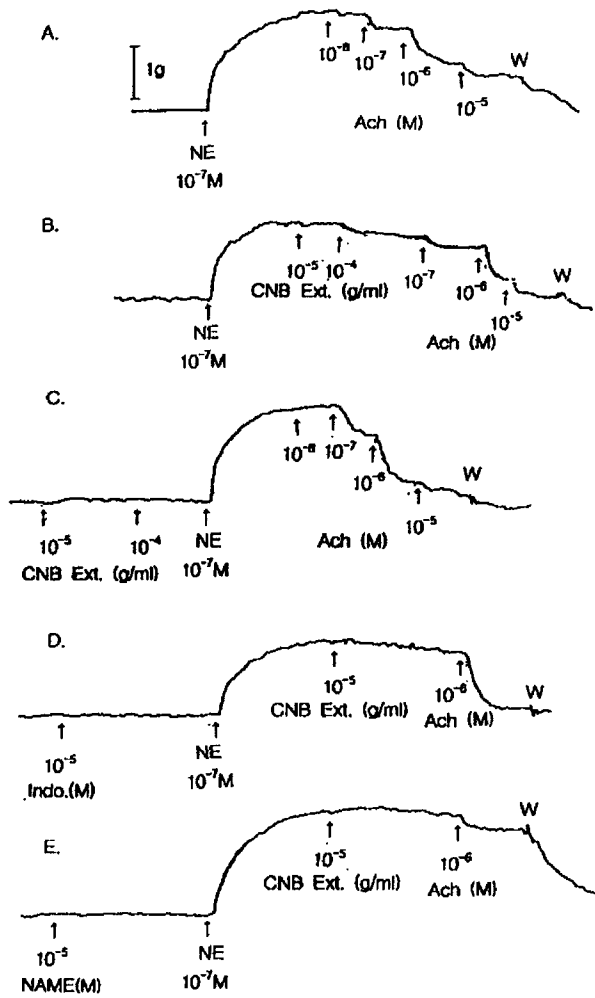 A.
1g
10⁻⁸
10⁻⁷
10⁻⁶
10⁻⁵
W
Ach (M)
NE
10⁻⁷M
B.
10⁻⁵ 10⁻⁴
CNB Ext. (g/ml)
10⁻⁷
10⁻⁶
10⁻⁵
W
Ach (M)
NE
10⁻⁷M
C.
10⁻⁸
10⁻⁷
10⁻⁶
10⁻⁵
W
10⁻⁵ 10⁻⁴
CNB Ext. (g/ml)
NE
10⁻⁷M
Ach (M)
D.
10⁻⁵
CNB Ext. (g/ml)
10⁻⁶
Ach (M)
W
10⁻⁵
Indo.(M)
NE
10⁻⁷M
E.
10⁻⁵
CNB Ext. (g/ml)
10⁻⁶
Ach (M)
W
10⁻⁵
NAME(M)
NE
10⁻⁷M